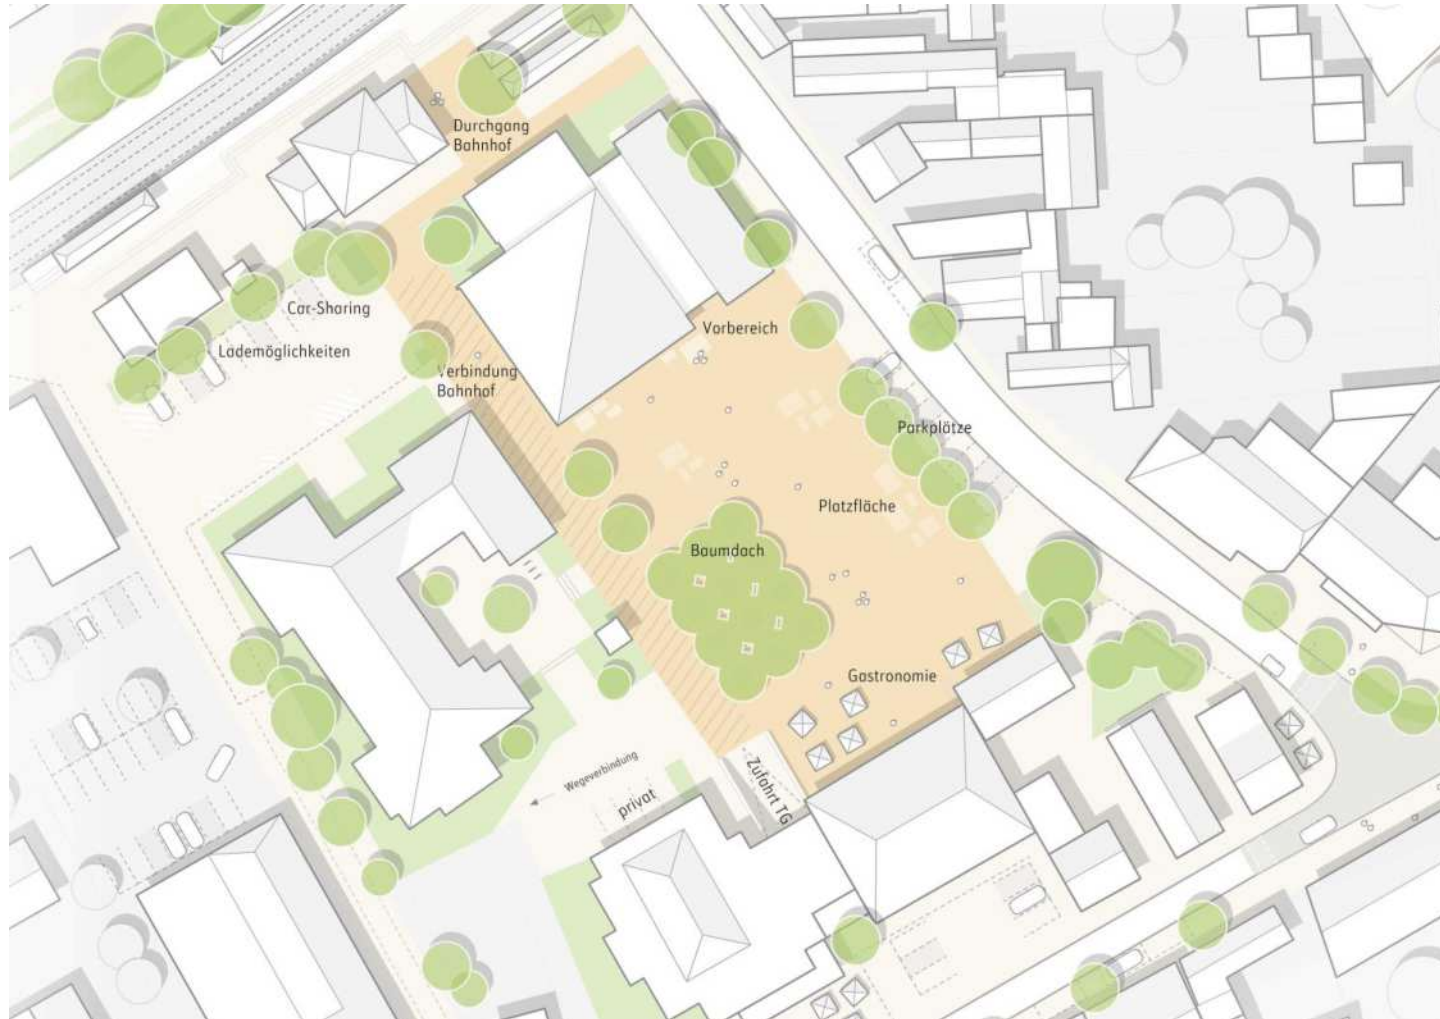 Durchgang
Bahnhof
Car-Sharing
Lademöglichkeiten
Vorbereich
Verbindung
Bahnhof
Parkplätze
Platzfläche
Baumdach
Gastronomie
Wegeverbindung
privat
Zufahrt TG